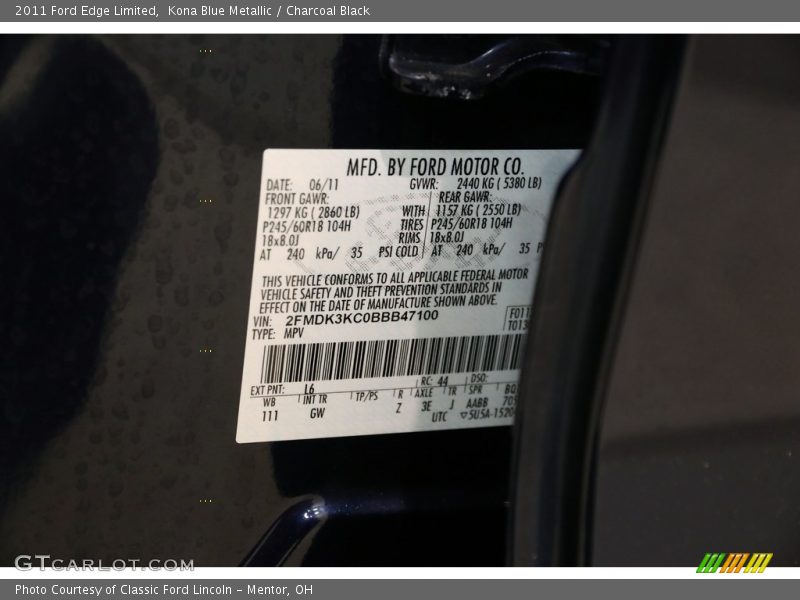 2011 Ford Edge Limited,  Kona Blue Metallic / Charcoal Black
MFD. BY FORD MOTOR CO.
DATE: 06/11 GVWR: 2440 KG ( 5380 LB)
FRONT GAWR: REAR GAWR:
1297 KG ( 2860 LB) WITH 1157 KG ( 2550 LB)
P245/60R18 104H TIRES P245/60R18 104H
18x8.0J RIMS 18x8.0J
AT 240 kPa/ 35 PSI COLD AT 240 kPa/ 35 P
THIS VEHICLE CONFORMS TO ALL APPLICABLE FEDERAL MOTOR
VEHICLE SAFETY AND THEFT PREVENTION STANDARDS IN
EFFECT ON THE DATE OF MANUFACTURE SHOWN ABOVE.
VIN: 2FMDK3KC0BBB47100 F011
TYPE: MPV T013
EXT PNT: L6 RC: 44 DSO:
WB INT TR TP/PS R AXLE TR SPR
111 GW Z 3E J AABB
UTC ▽5U5A-1520
GTCARLOT.COM
Photo Courtesy of Classic Ford Lincoln - Mentor, OH